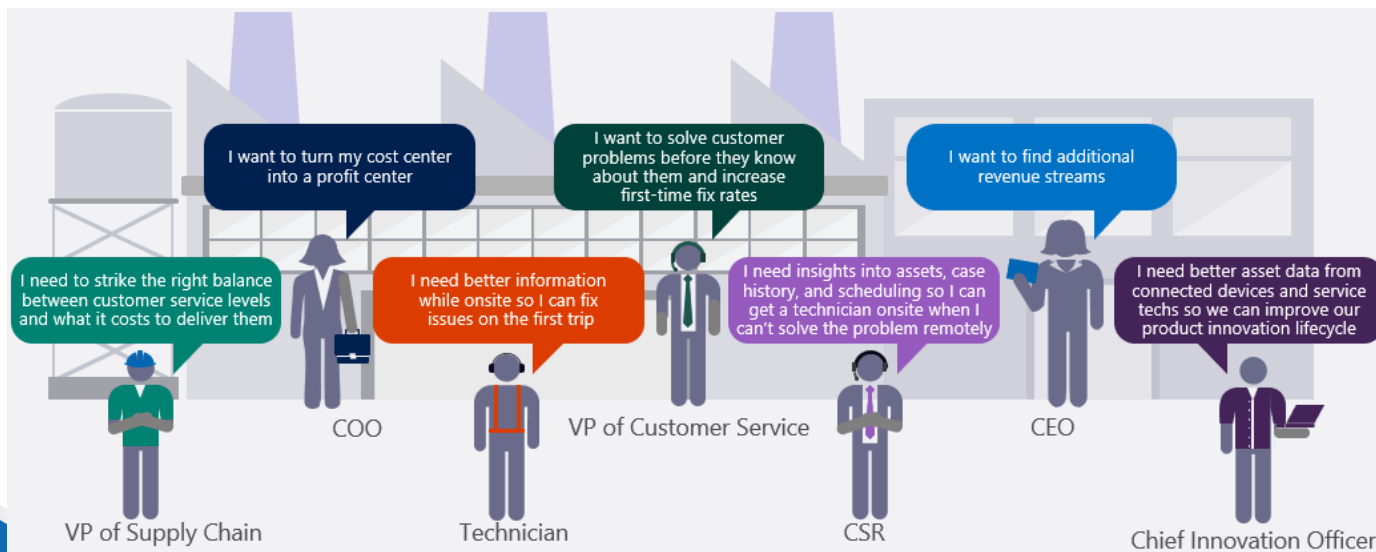 I want to turn my cost center
into a profit center
I want to solve customer
problems before they know
about them and increase
first-time fix rates
I want to find additional
revenue streams
I need to strike the right balance
between customer service levels
and what it costs to deliver them
I need better information
while onsite so I can fix
issues on the first trip
I need insights into assets, case
history, and scheduling so I can
get a technician onsite when I
can't solve the problem remotely
I need better asset data from
connected devices and service
techs so we can improve our
product innovation lifecycle
COO
VP of Customer Service
CEO
VP of Supply Chain
Technician
CSR
Chief Innovation Officer